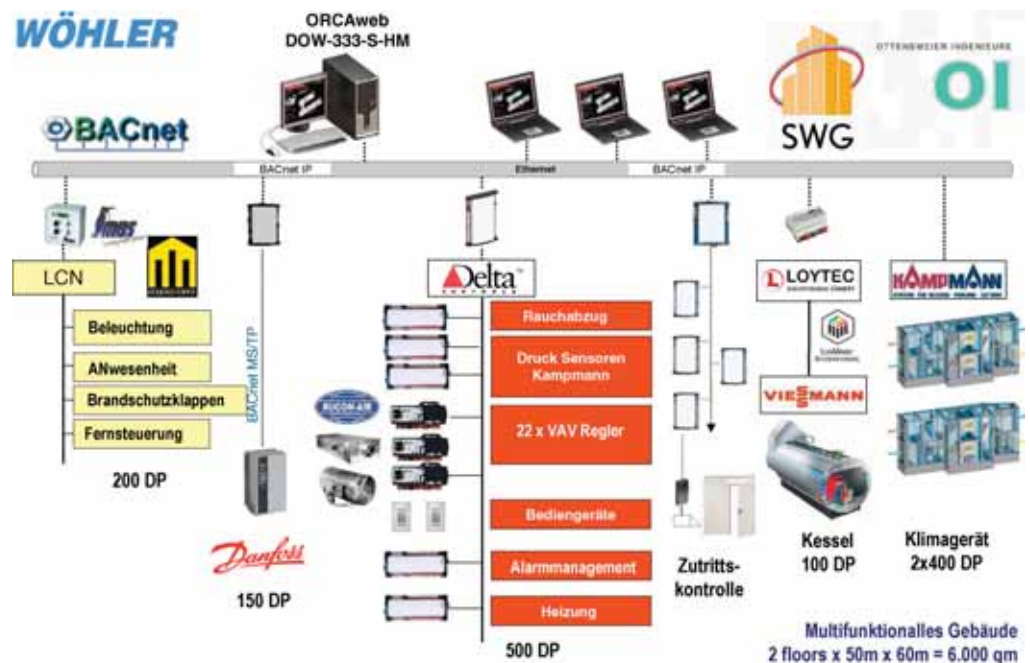 WÖHLER
ORCAweb
DOW-333-S-HM
OTTENSWEIER INGENIEURE
OI
SWG
BACnet
BACnet IP
Ethernet
BACnet IP
LCN
Delta
CONTROLS
LOYTEC
KAMPMANN
Beleuchtung
ANwesenheit
Brandschutzklappen
Fernsteuerung
200 DP
BACnet MS/TP
Danfoss
150 DP
Rauchabzug
Druck Sensoren
Kampmann
22 x VAV Regler
Bediengeräte
Alarmmanagement
Heizung
500 DP
Zutritts-
kontrolle
VIESMANN
Kessel
100 DP
Klimagerät
2x400 DP
Multifunktionalles Gebäude
2 floors x 50m x 60m = 6.000 qm